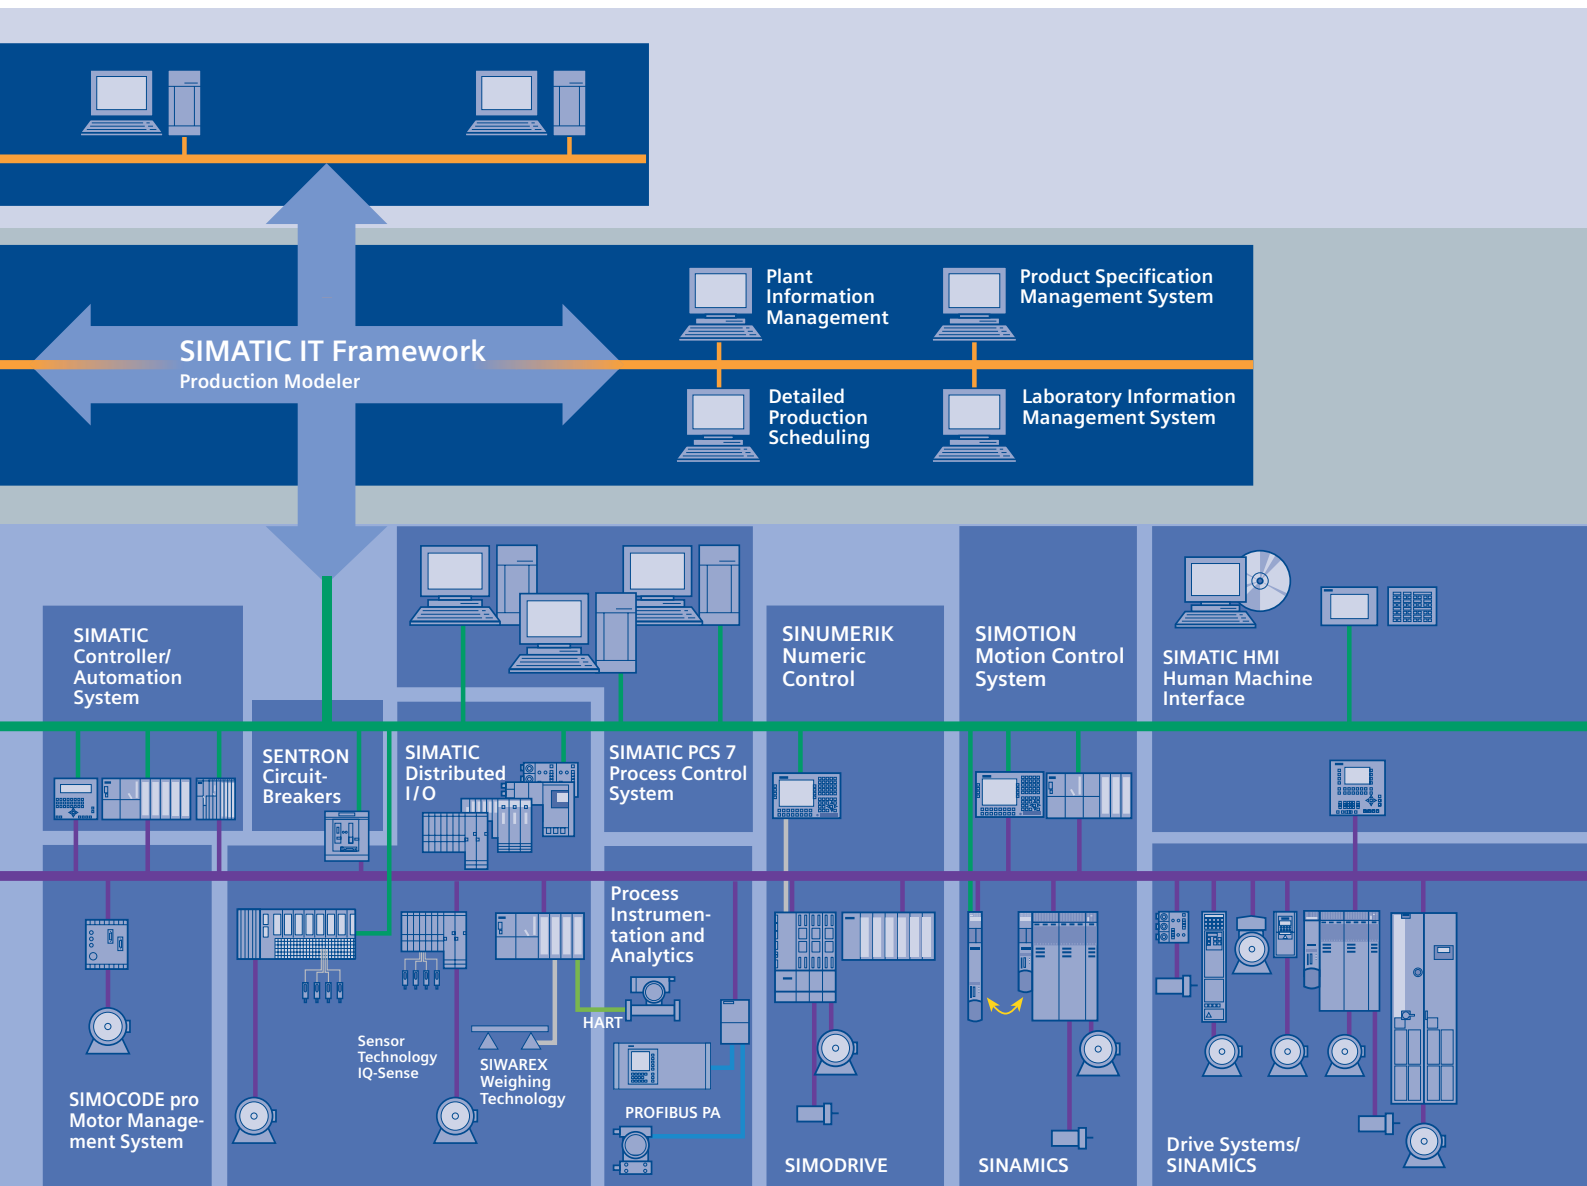 Plant
Information
Management
Product Specification
Management System
SIMATIC IT Framework
Production Modeler
Detailed
Production
Scheduling
Laboratory Information
Management System
SIMATIC
Controller/
Automation
System
SENTRON
Circuit-
Breakers
SIMATIC
Distributed
I/O
SIMATIC PCS 7
Process Control
System
SINUMERIK
Numeric
Control
SIMOTION
Motion Control
System
SIMATIC HMI
Human Machine
Interface
SIMOCODE pro
Motor Manage-
ment System
Sensor
Technology
IQ-Sense
SIWAREX
Weighing
Technology
HART
Process
Instrumen-
tation and
Analytics
PROFIBUS PA
SIMODRIVE
SINAMICS
Drive Systems/
SINAMICS